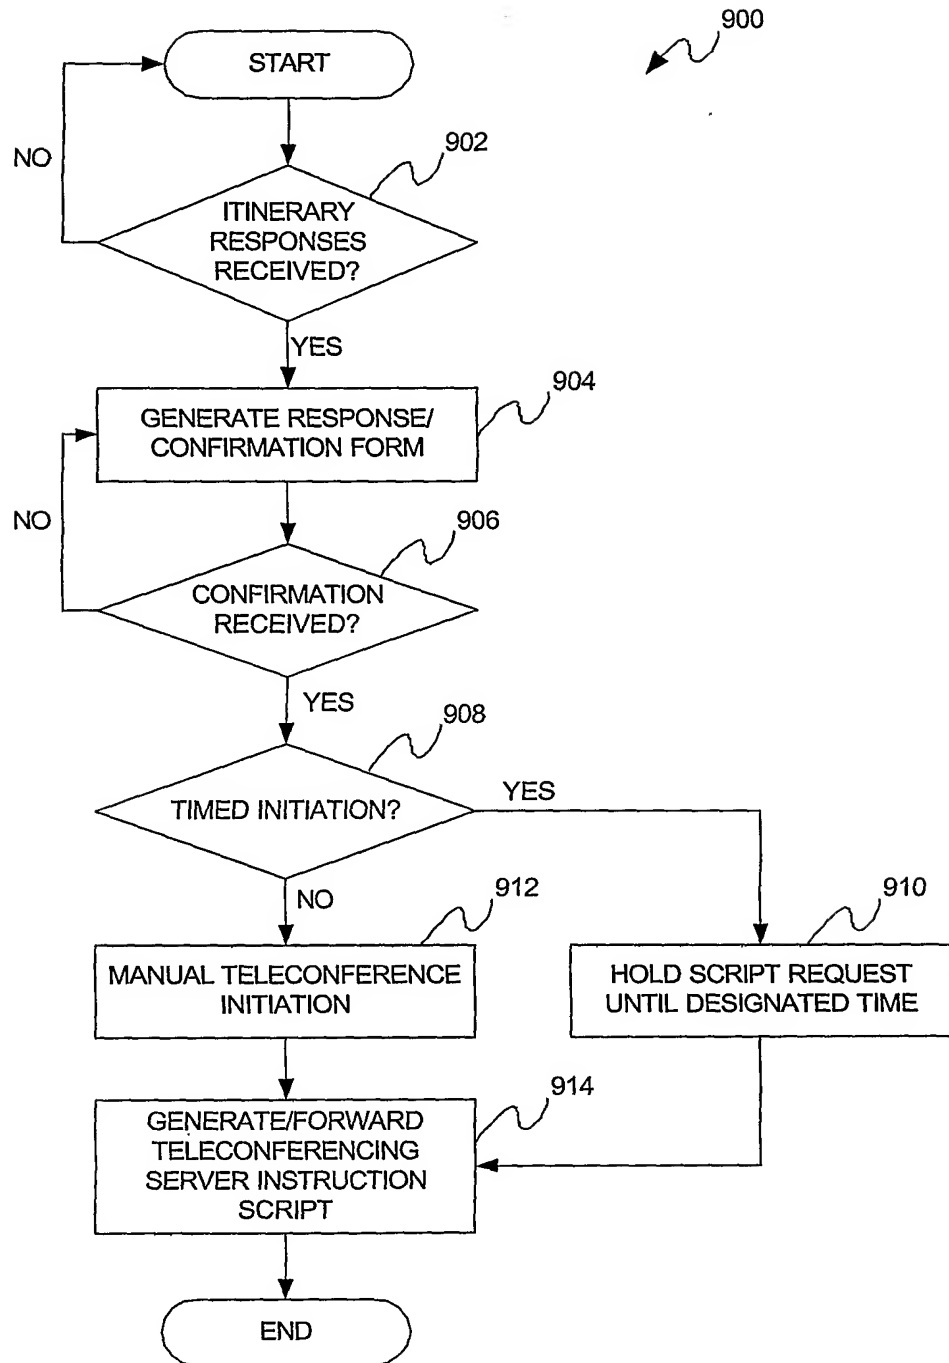 900
START
NO
902
ITINERARY
RESPONSES
RECEIVED?
YES
904
GENERATE RESPONSE/
CONFIRMATION FORM
NO
906
CONFIRMATION
RECEIVED?
YES
908
TIMED INITIATION?
YES
NO
912
910
MANUAL TELECONFERENCE
INITIATION
HOLD SCRIPT REQUEST
UNTIL DESIGNATED TIME
914
GENERATE/FORWARD
TELECONFERENCING
SERVER INSTRUCTION
SCRIPT
END